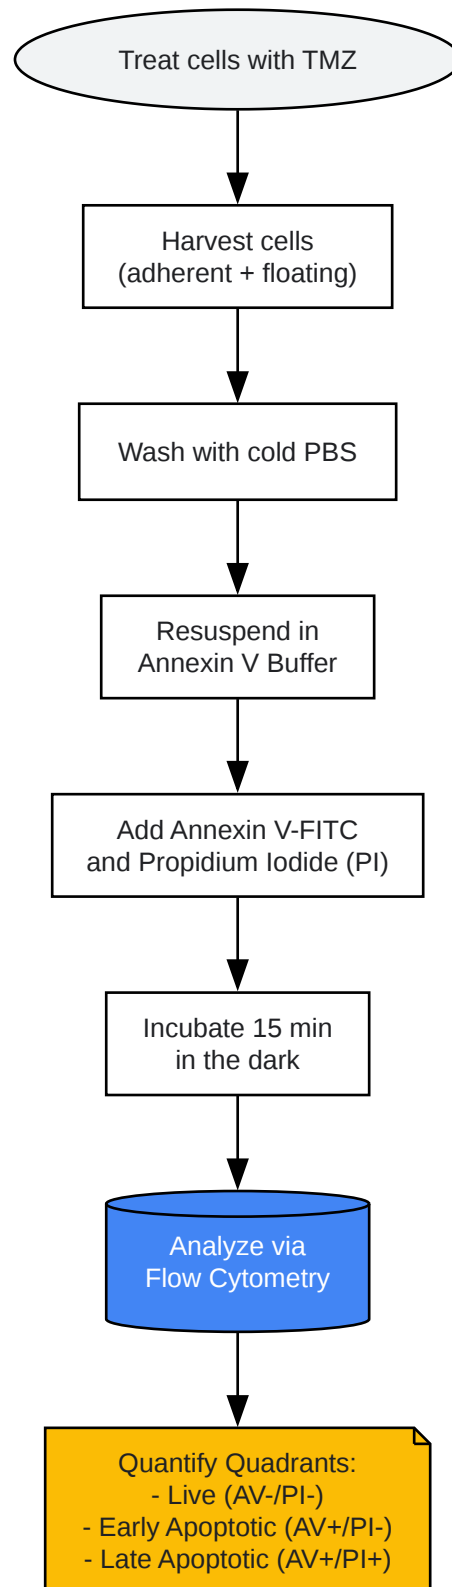 Treat cells with TMZ
Harvest cells
(adherent + floating)
Wash with cold PBS
Resuspend in
Annexin V Buffer
Add Annexin V-FITC
and Propidium Iodide (PI)
Incubate 15 min
in the dark
Analyze via
Flow Cytometry
Quantify Quadrants:
- Live (AV-/PI-)
- Early Apoptotic (AV+/PI-)
- Late Apoptotic (AV+/PI+)